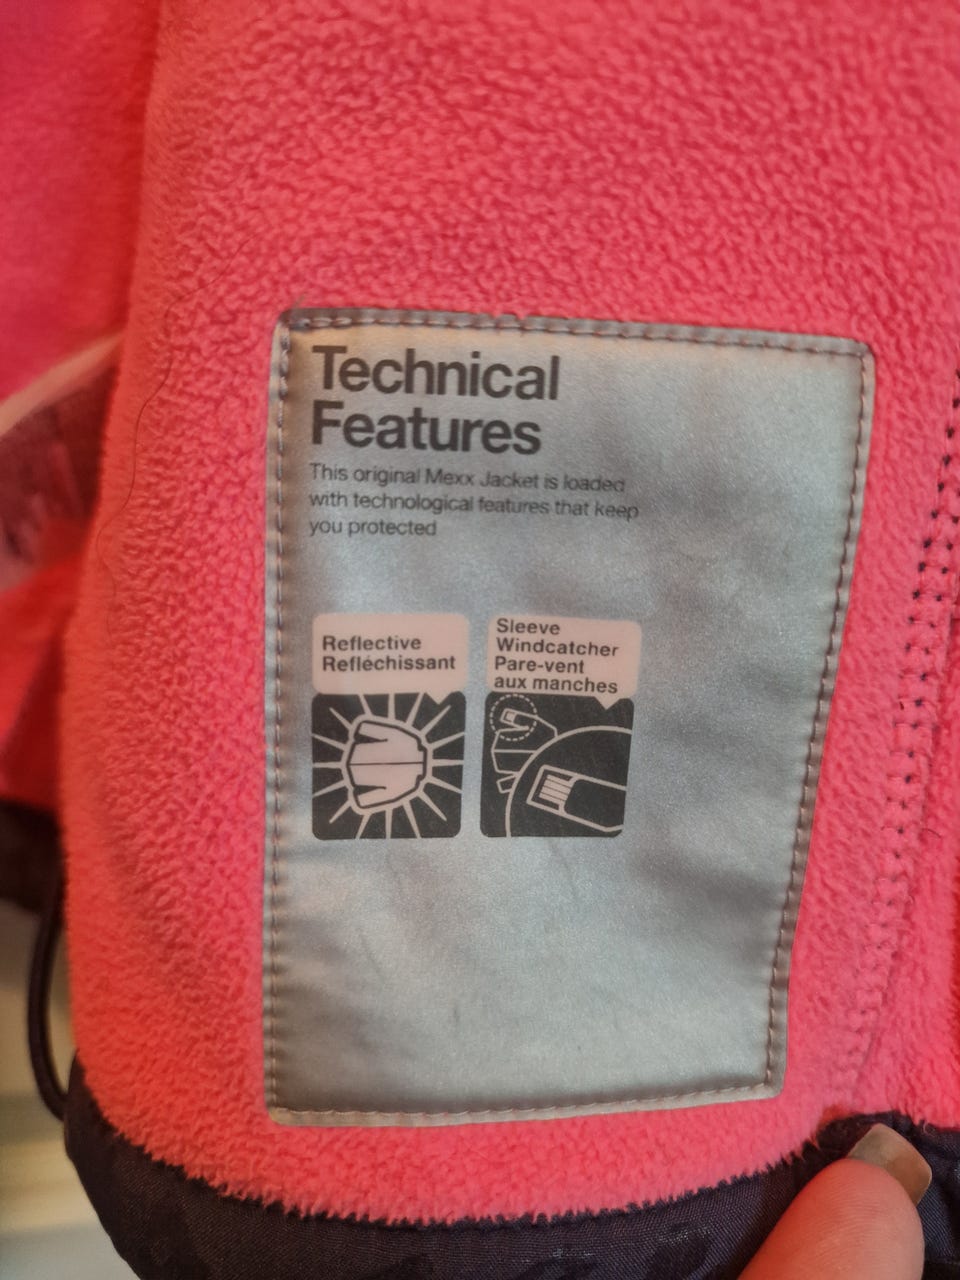 Technical
Features
This original Mexx Jacket is loaded
with technological features that keep
you protected
Reflective
Refléchissant
Sleeve
Windcatcher
Pare-vent
aux manches